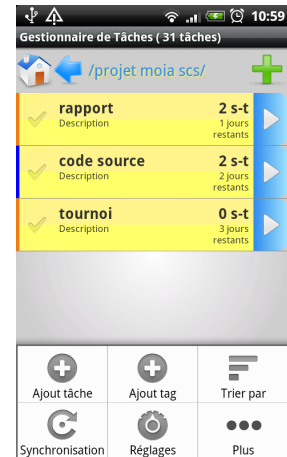 10:59
Gestionnaire de Tâches ( 31 tâches)
/projet moia scs/
rapport 2 s-t
Description 1 jours
restants
code source 2 s-t
Description 2 jours
restants
tournoi 0 s-t
Description 3 jours
restants
Ajout tâche Ajout tag Trier par
Synchronisation Réglages Plus